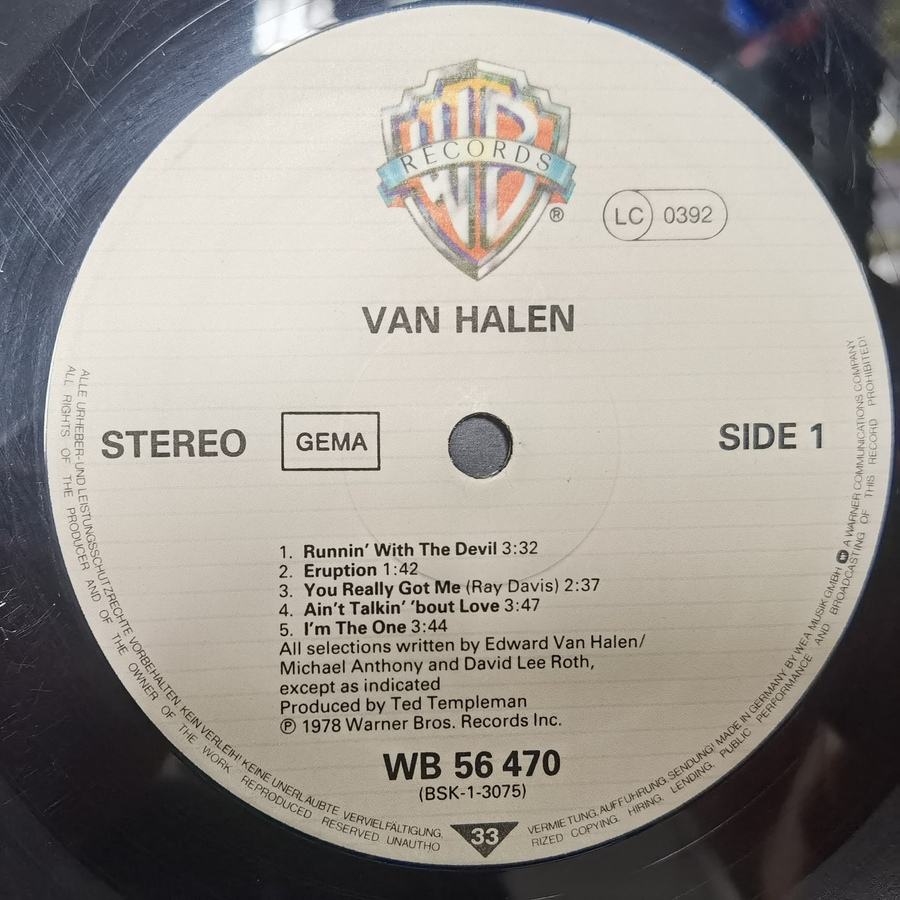 WB
RECORDS
®
LC 0392
VAN HALEN
STEREO GEMA SIDE 1
1. Runnin' With The Devil 3:32
2. Eruption 1:42
3. You Really Got Me (Ray Davis) 2:37
4. Ain't Talkin' 'bout Love 3:47
5. I'm The One 3:44
All selections written by Edward Van Halen/
Michael Anthony and David Lee Roth,
except as indicated
Produced by Ted Templeman
℗ 1978 Warner Bros. Records Inc.
WB 56 470
(BSK-1-3075)
33
ALLE URHEBER- UND LEISTUNGSSCHUTZRECHTE VORBEHALTEN KEIN VERLEIH! KEINE UNERLAUBTE VERVIELFÄLTIGUNG, VERMIETUNG, AUFFÜHRUNG, SENDUNG! MADE IN GERMANY BY WEA MUSIK GMBH A WARNER COMMUNICATIONS COMPANY
ALL RIGHTS OF THE PRODUCER AND OF THE OWNER OF THE WORK REPRODUCED RESERVED. UNAUTHORIZED COPYING, HIRING, LENDING, PUBLIC PERFORMANCE AND BROADCASTING OF THIS RECORD PROHIBITED!